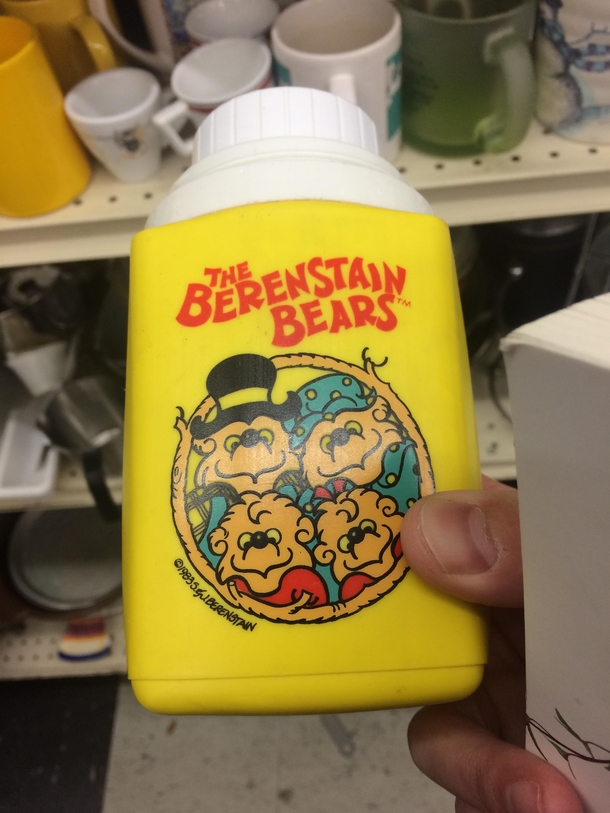 THE
BERENSTAIN
BEARS™
©1983 S. & J. BERENSTAIN